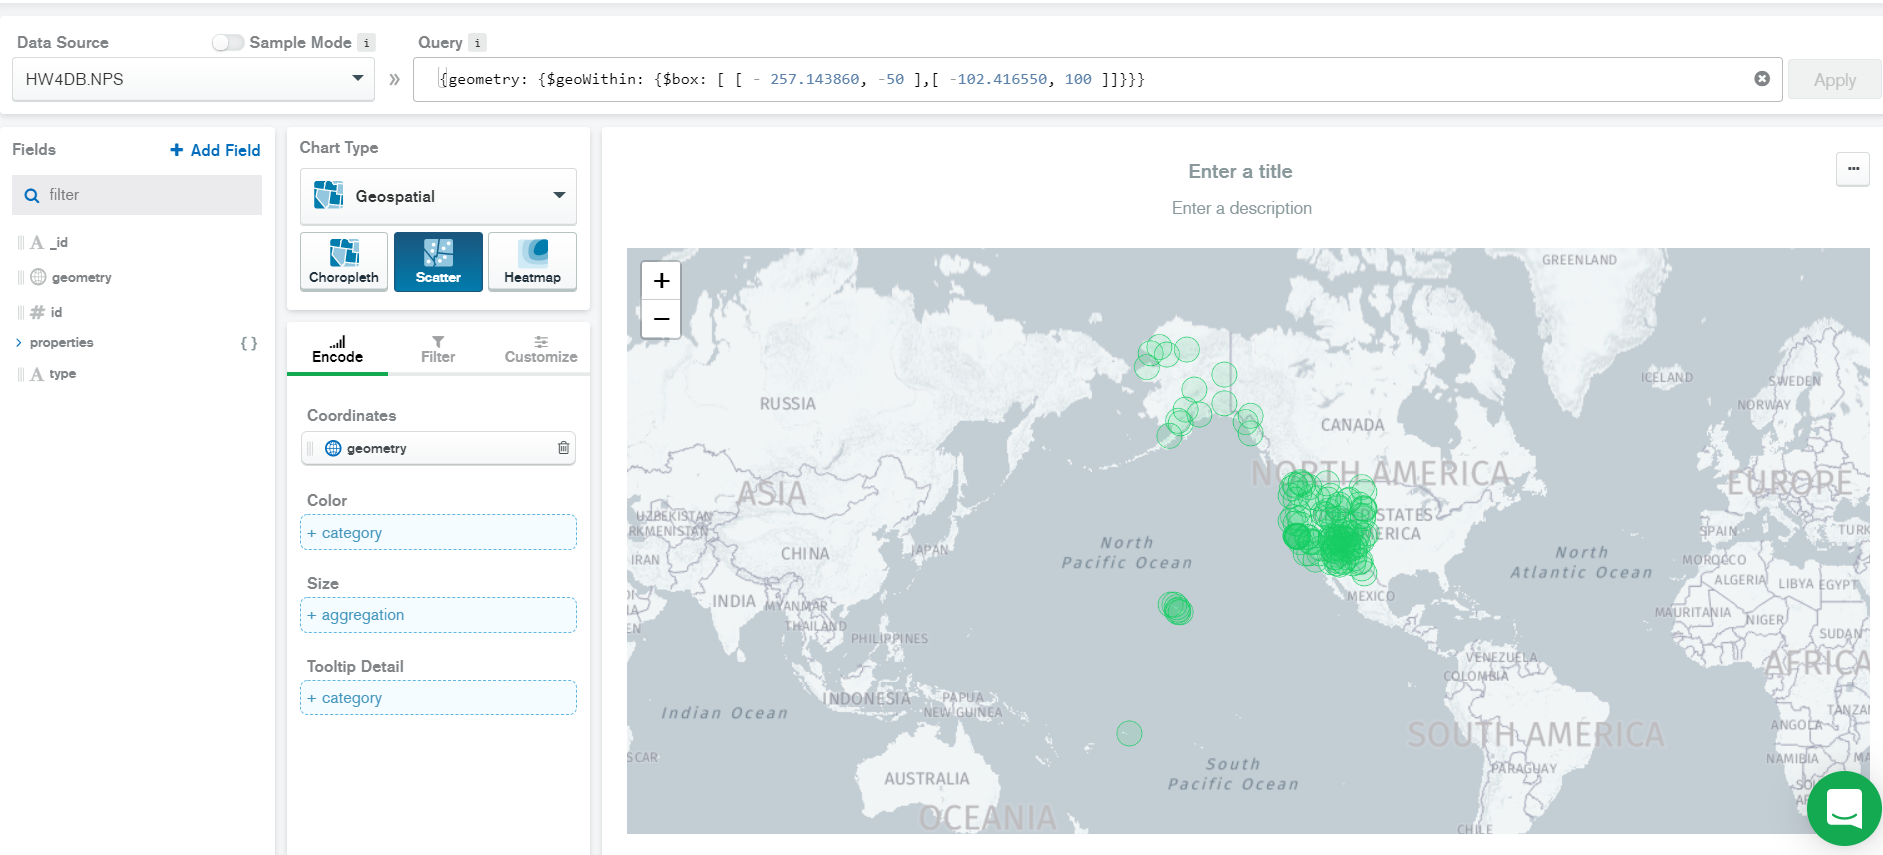 Data Source
Sample Mode i
Query i
HW4DB.NPS
»
{geometry: {$geoWithin: {$box: [ [ - 257.143860, -50 ],[ -102.416550, 100 ]]}}}
Apply
Fields
+ Add Field
filter
A _id
geometry
# id
> properties { }
A type
Chart Type
Geospatial
Choropleth
Scatter
Heatmap
Encode
Filter
Customize
Coordinates
geometry
Color
+ category
Size
+ aggregation
Tooltip Detail
+ category
Enter a title
...
Enter a description
+
−
GREENLAND
ICELAND
SWEDEN
NORWAY
RUSSIA
CANADA
NORTH AMERICA
EUROPE
ASIA
UZBEKISTAN
RKMENISTAN
STATES
ERICA
SPAIN
TURK
IRAN
CHINA
JAPAN
North
Pacific Ocean
North
Atlantic Ocean
MOROCCO
ALGERIA
LIBYA
EGYPT
INDIA
MYANMAR
THAILAND
MEXICO
MAURITANIA
NIGER
SUDAN
EN
PHILIPPINES
VENEZUELA
COLOMBIA
AFRICA
INDONESIA
PAPUA
NEW GUINEA
Indian Ocean
TANZA
ANGOLA
SOUTH AMERICA
SCAR
NAMIBIA
South
Pacific Ocean
PARAGUAY
AUSTRALIA
OCEANIA
CHILE